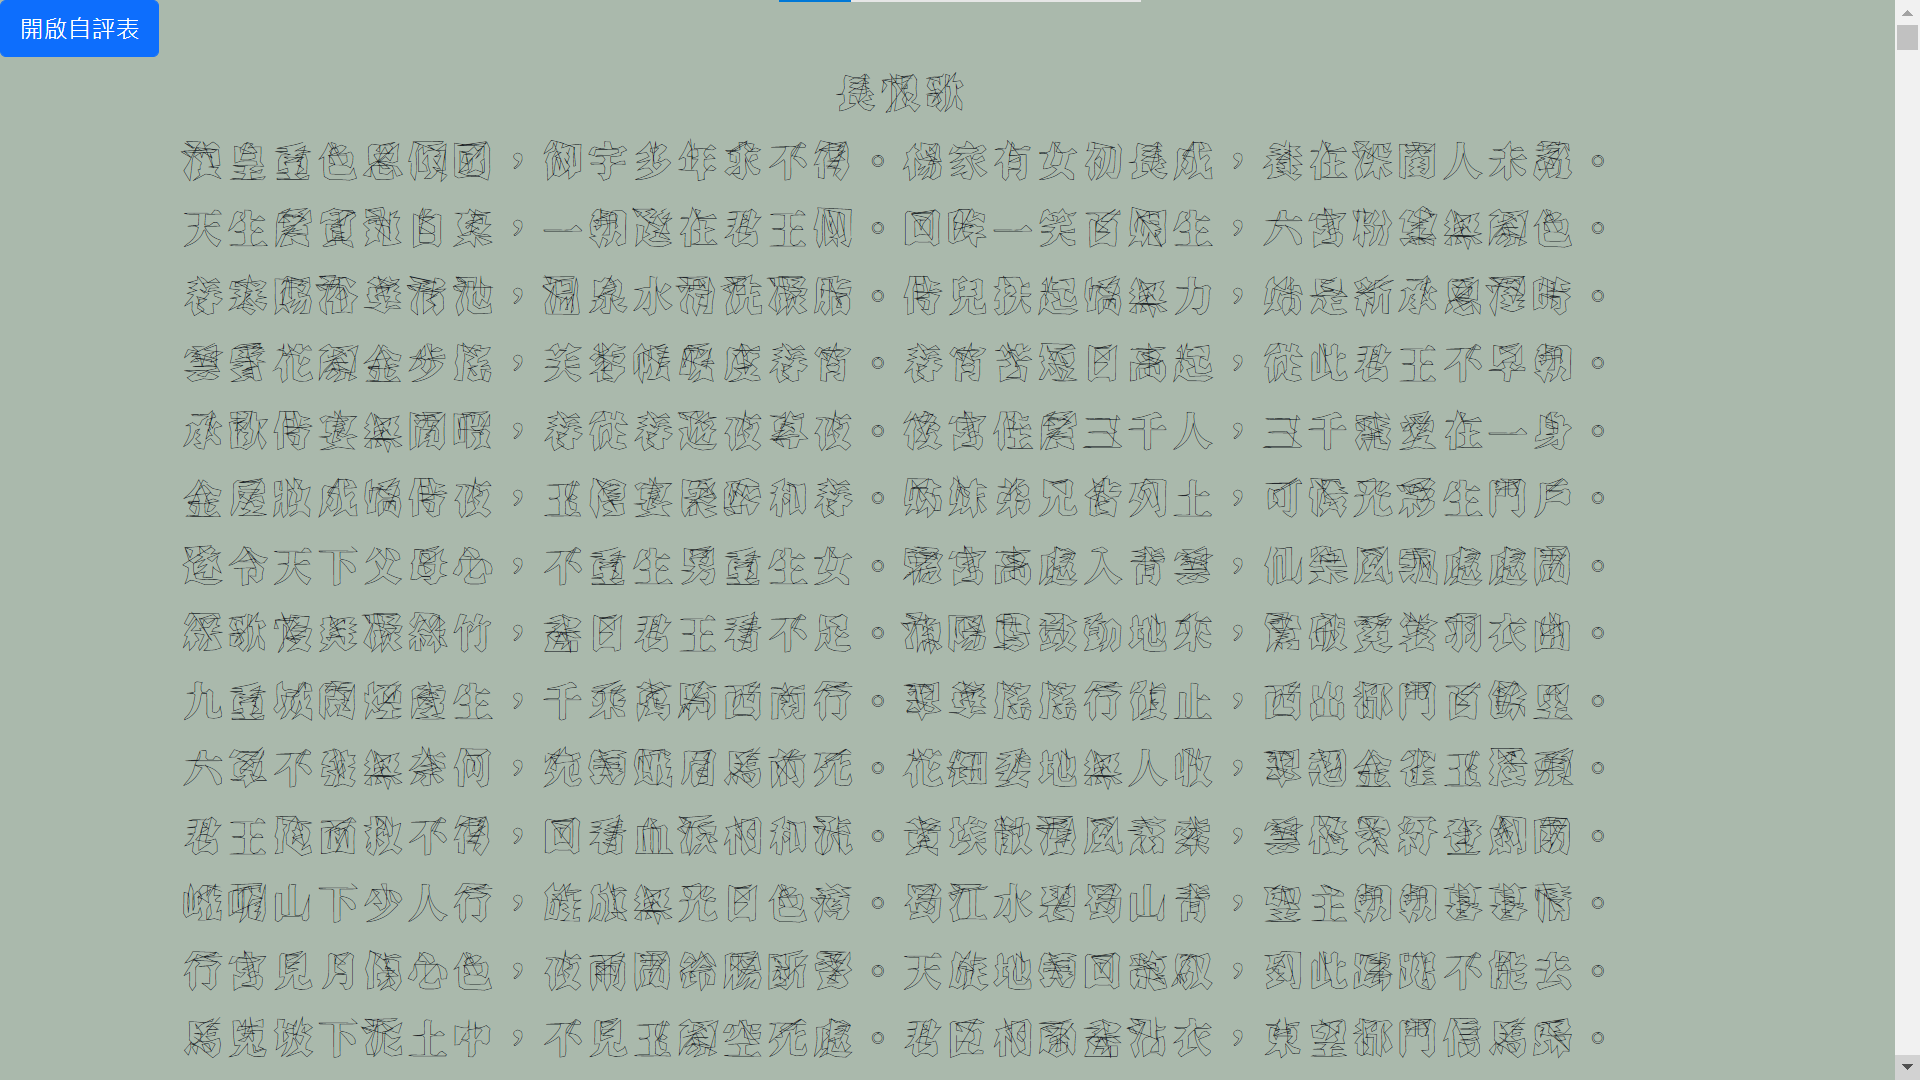 開啟自評表
長恨歌
漢皇重色思傾國，御宇多年求不得。楊家有女初長成，養在深閨人未識。
天生麗質難自棄，一朝選在君王側。回眸一笑百媚生，六宮粉黛無顏色。
春寒賜浴華清池，溫泉水滑洗凝脂。侍兒扶起嬌無力，始是新承恩澤時。
雲鬢花顏金步搖，芙蓉帳暖度春宵。春宵苦短日高起，從此君王不早朝。
承歡侍宴無閒暇，春從春遊夜專夜。後宮佳麗三千人，三千寵愛在一身。
金屋妝成嬌侍夜，玉樓宴罷醉和春。姊妹弟兄皆列土，可憐光彩生門戶。
遂令天下父母心，不重生男重生女。驪宮高處入青雲，仙樂風飄處處聞。
緩歌慢舞凝絲竹，盡日君王看不足。漁陽鼙鼓動地來，驚破霓裳羽衣曲。
九重城闕煙塵生，千乘萬騎西南行。翠華搖搖行復止，西出都門百餘里。
六軍不發無奈何，宛轉蛾眉馬前死。花鈿委地無人收，翠翹金雀玉搔頭。
君王掩面救不得，回看血淚相和流。黃埃散漫風蕭索，雲棧縈紆登劍閣。
峨嵋山下少人行，旌旗無光日色薄。蜀江水碧蜀山青，聖主朝朝暮暮情。
行宮見月傷心色，夜雨聞鈴腸斷聲。天旋地轉回龍馭，到此躊躇不能去。
馬嵬坡下泥土中，不見玉顏空死處。君臣相顧盡沾衣，東望都門信馬歸。